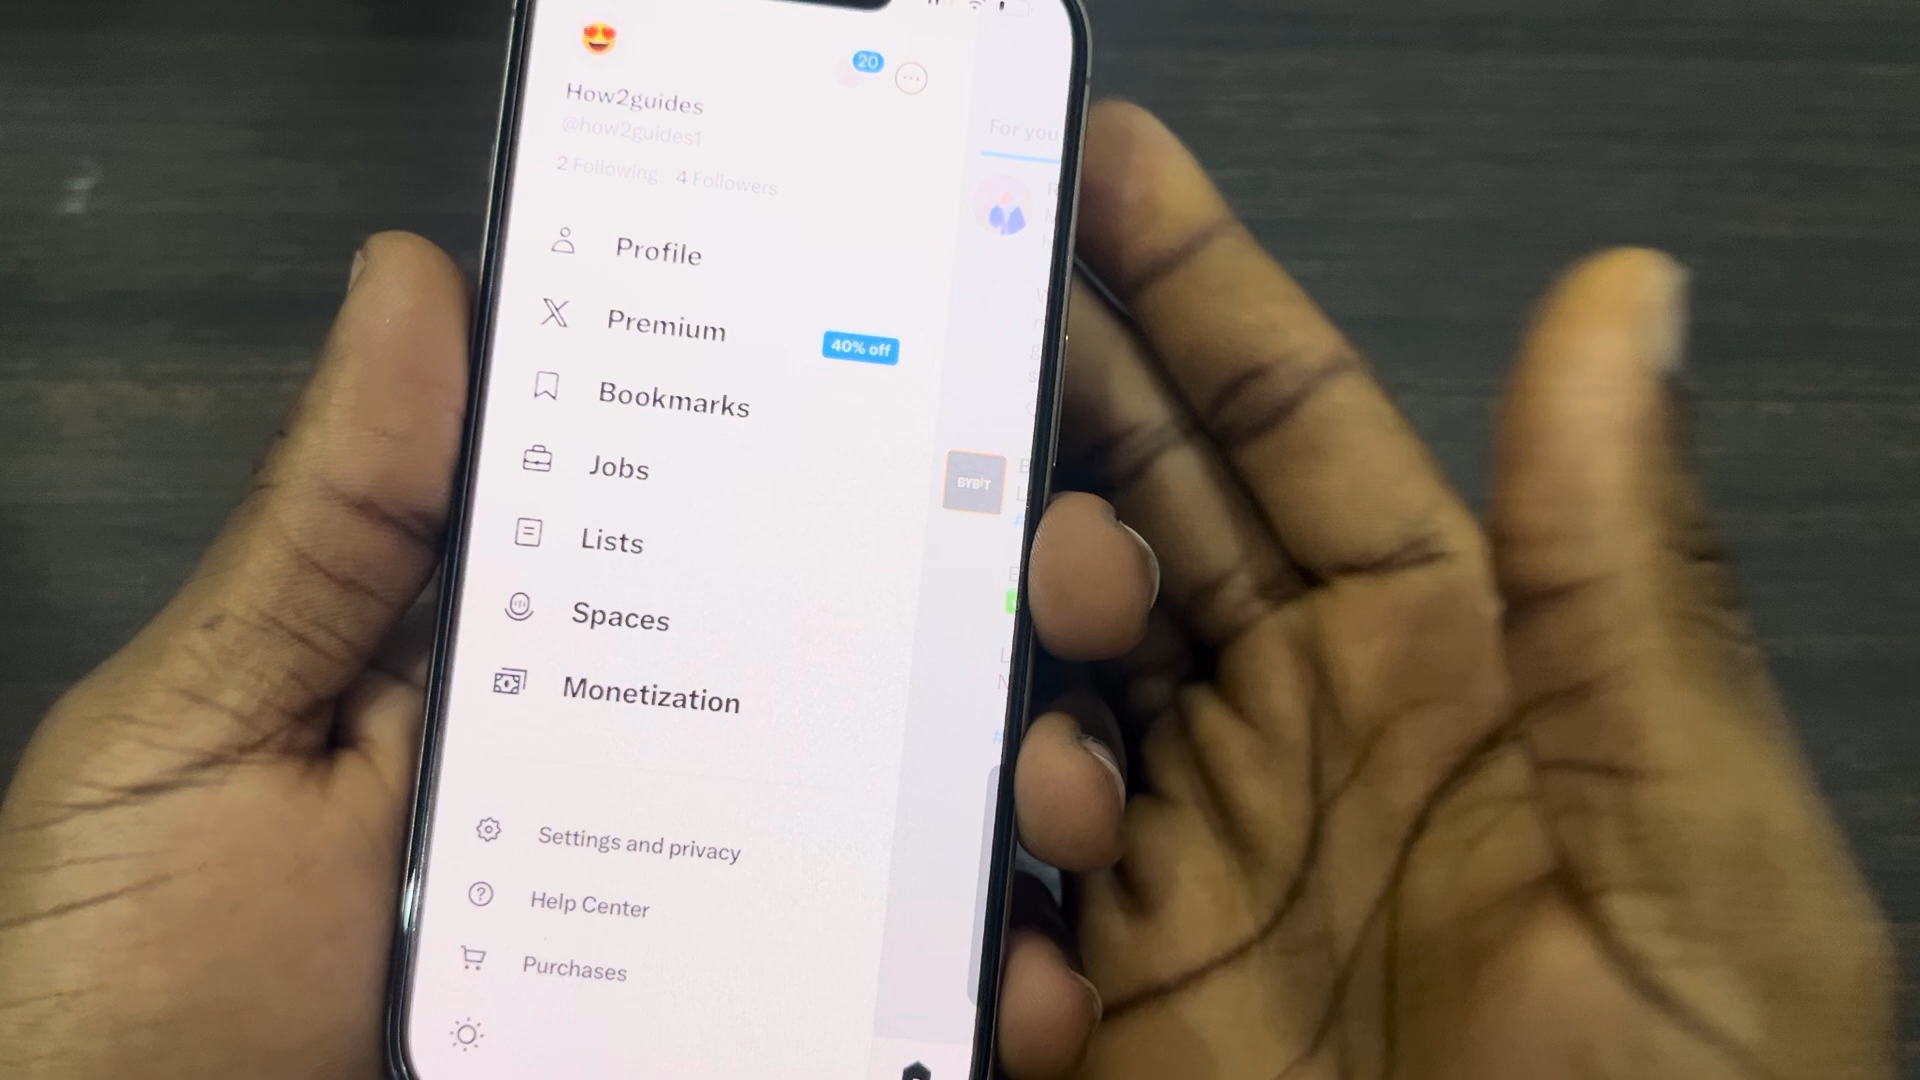 20
How2guides
@how2guides1
2 Following 4 Followers
Profile
Premium
40% off
Bookmarks
Jobs
Lists
Spaces
Monetization
Settings and privacy
Help Center
Purchases
For you
BYBIT